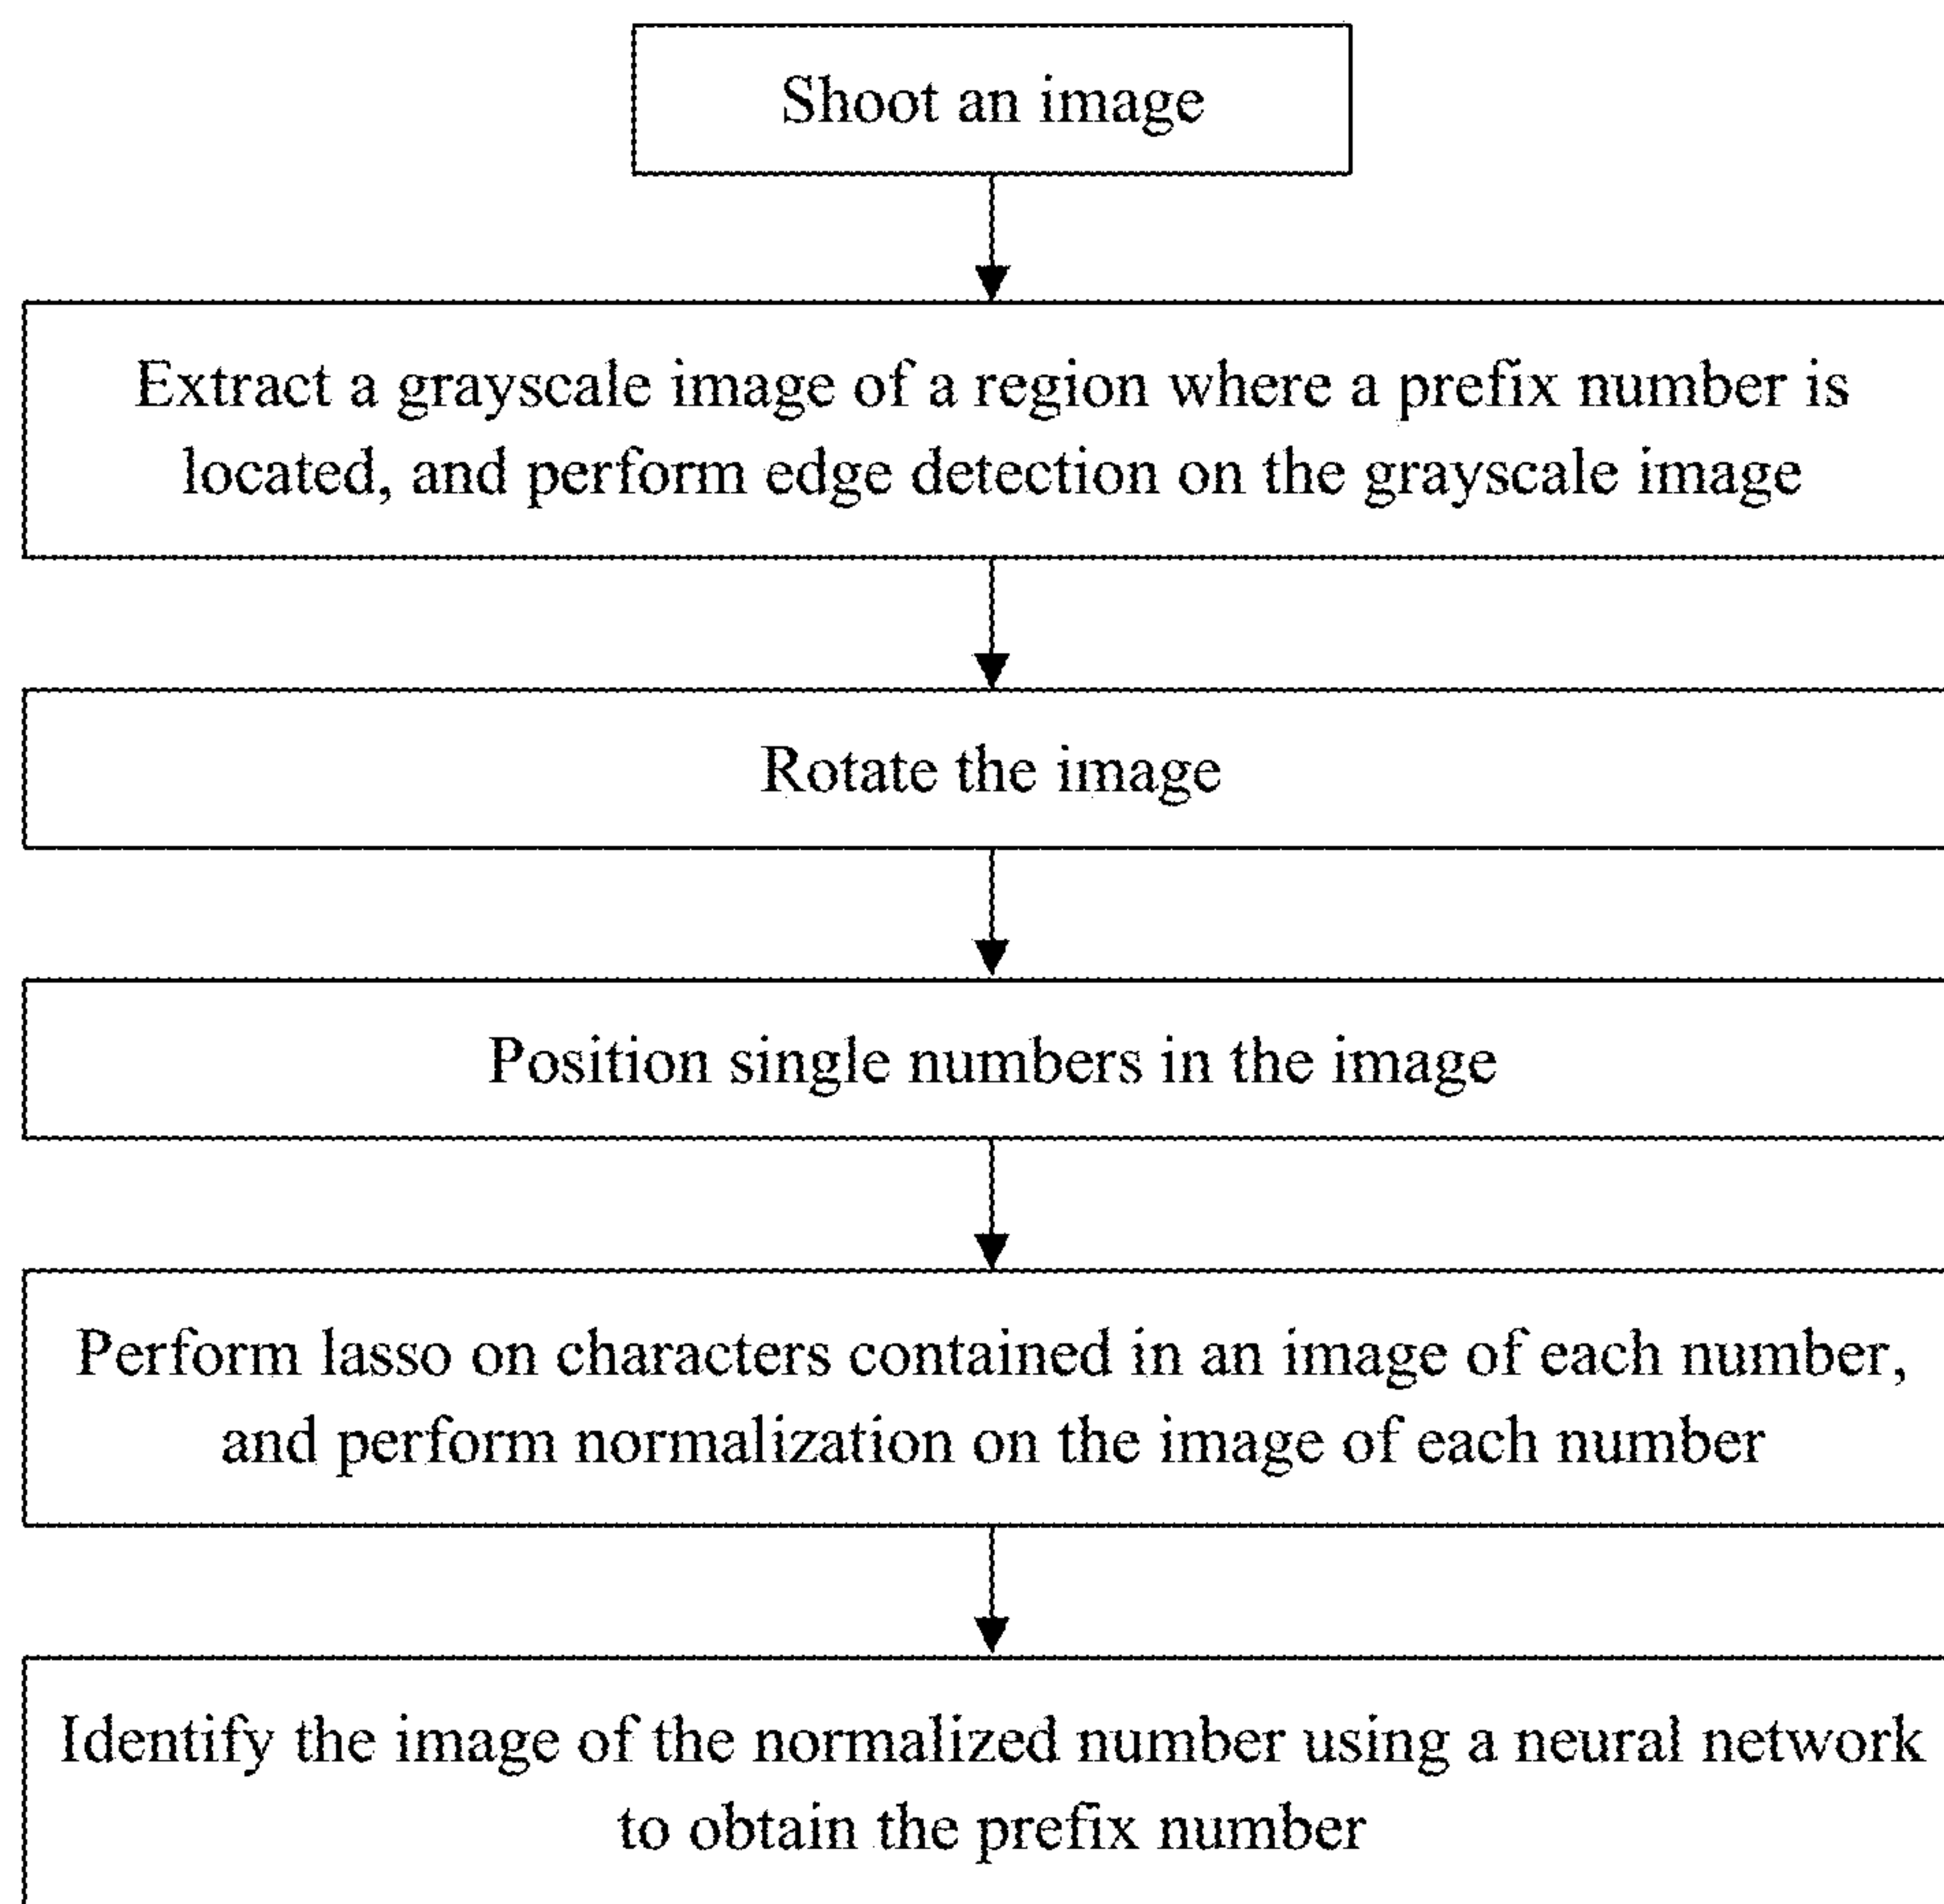 Shoot an image
Extract a grayscale image of a region where a prefix number is
located, and perform edge detection on the grayscale image
Rotate the image
Position single numbers in the image
Perform lasso on characters contained in an image of each number,
and perform normalization on the image of each number
Identify the image of the normalized number using a neural network
to obtain the prefix number